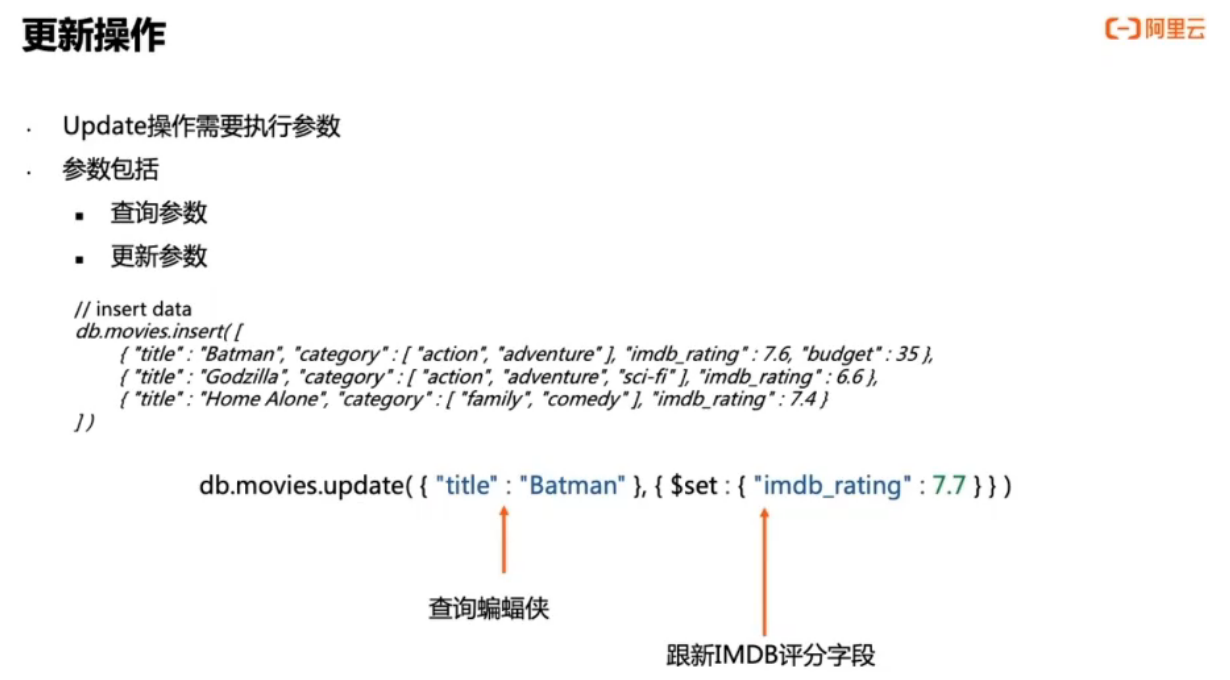 更新操作
阿里云
· Update操作需要执行参数
· 参数包括
▪ 查询参数
▪ 更新参数
// insert data
db.movies.insert( [
{ "title" : "Batman", "category" : [ "action", "adventure" ], "imdb_rating" : 7.6, "budget" : 35 },
{ "title" : "Godzilla", "category" : [ "action", "adventure", "sci-fi" ], "imdb_rating" : 6.6 },
{ "title" : "Home Alone", "category" : [ "family", "comedy" ], "imdb_rating" : 7.4 }
] )
db.movies.update( { "title" : "Batman" }, { $set : { "imdb_rating" : 7.7 } } )
查询蝙蝠侠
跟新IMDB评分字段